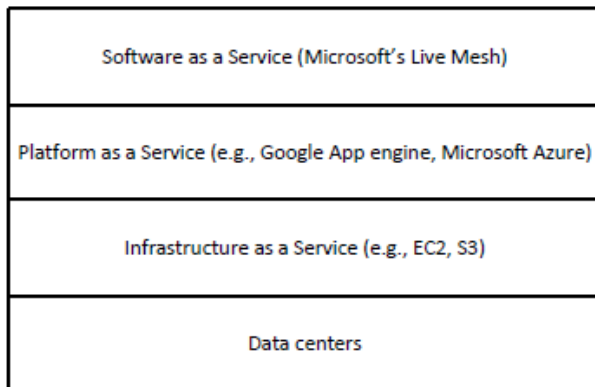 Software as a Service (Microsoft's Live Mesh)
Platform as a Service (e.g., Google App engine, Microsoft Azure)
Infrastructure as a Service (e.g., EC2, S3)
Data centers